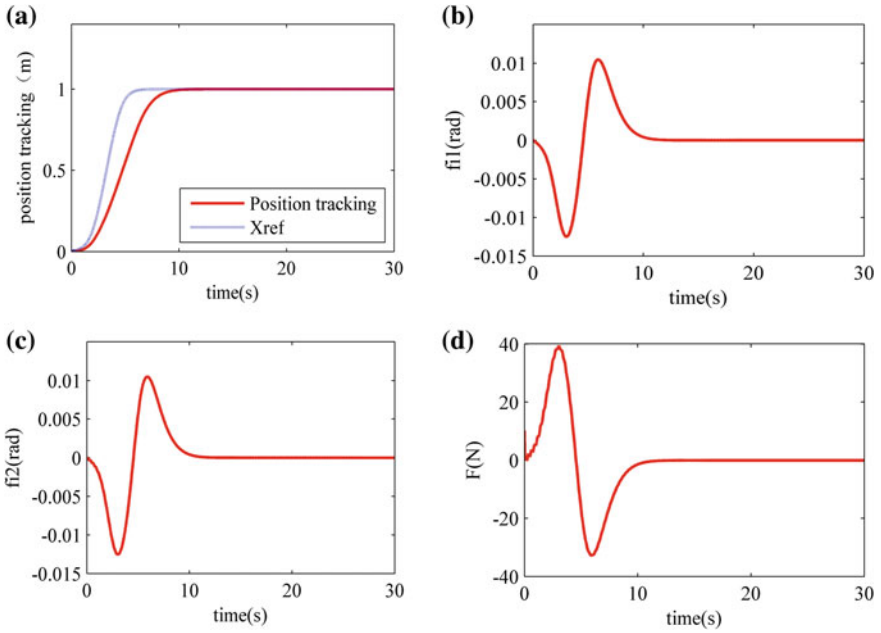 (a)
position tracking（m）
1
0.5
0
0
10
20
30
time(s)
Position tracking
Xref
(b)
fi1(rad)
0.01
0.005
0
-0.005
-0.01
-0.015
0
10
20
30
time(s)
(c)
fi2(rad)
0.01
0.005
0
-0.005
-0.01
-0.015
0
10
20
30
time(s)
(d)
F(N)
40
20
0
-20
-40
0
10
20
30
time(s)